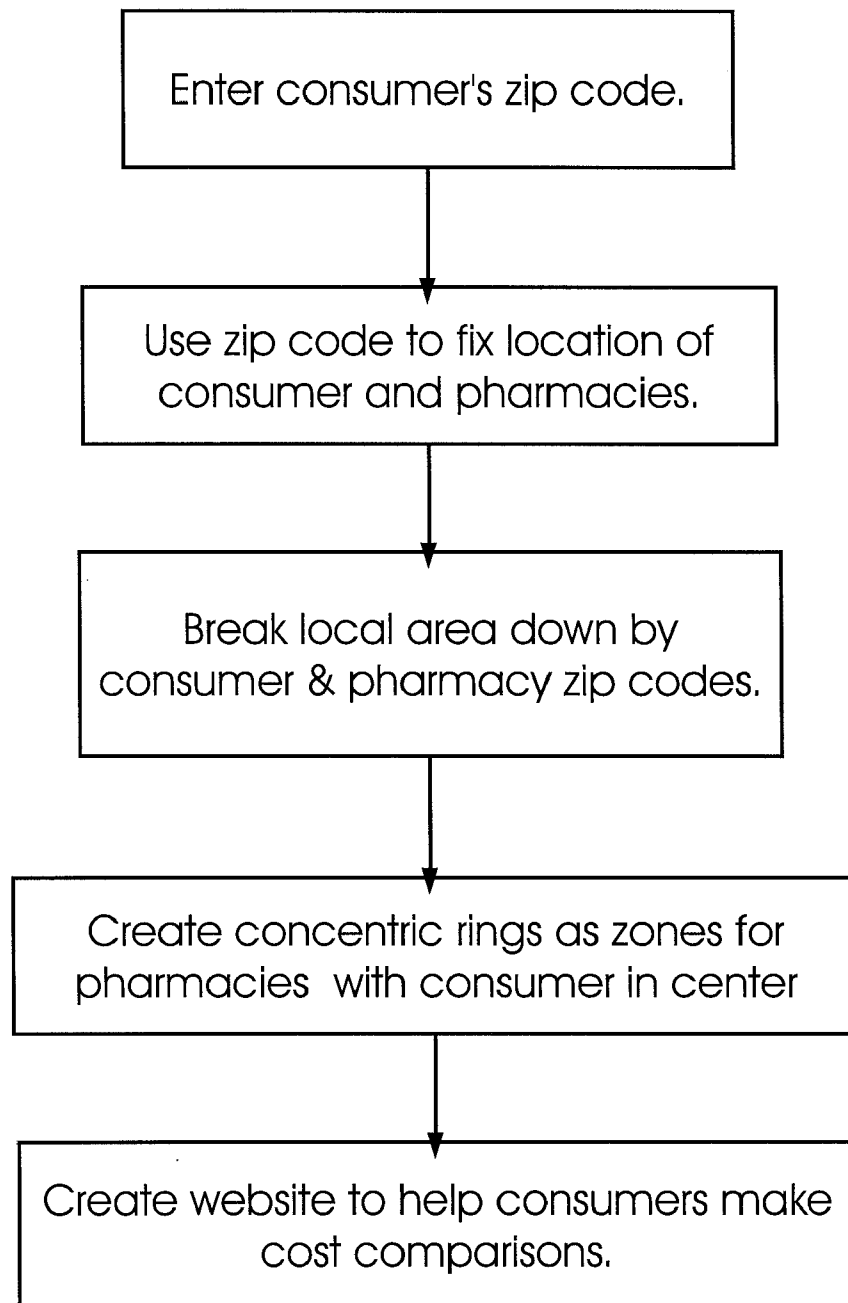 Enter consumer's zip code.
Use zip code to fix location of
consumer and pharmacies.
Break local area down by
consumer & pharmacy zip codes.
Create concentric rings as zones for
pharmacies with consumer in center
Create website to help consumers make
cost comparisons.